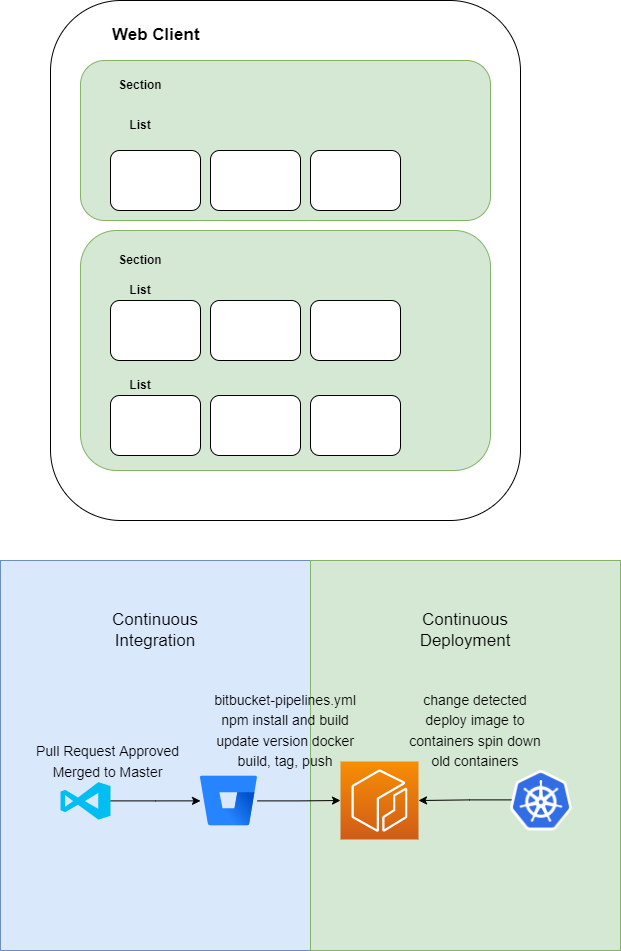 Web Client
Section
List
Section
List
List
Continuous
Integration
Continuous
Deployment
Pull Request Approved
Merged to Master
bitbucket-pipelines.yml
npm install and build
update version docker
build, tag, push
change detected
deploy image to
containers spin down
old containers